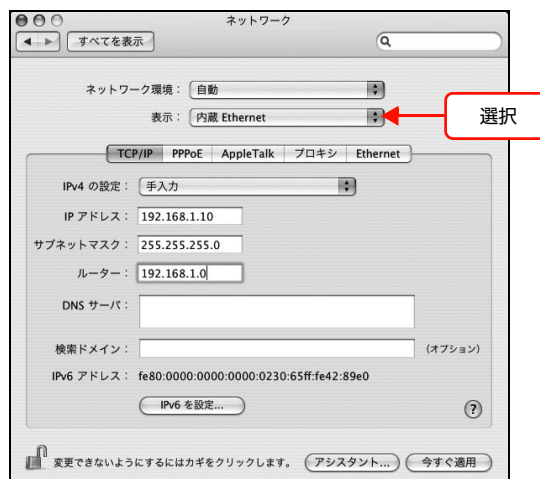 ネットワーク
すべてを表示
ネットワーク環境： 自動
表示： 内蔵 Ethernet
選択
TCP/IP PPPoE AppleTalk プロキシ Ethernet
IPv4 の設定： 手入力
IP アドレス： 192.168.1.10
サブネットマスク： 255.255.255.0
ルーター： 192.168.1.0
DNS サーバ：
検索ドメイン： (オプション)
IPv6 アドレス： fe80:0000:0000:0000:0230:65ff:fe42:89e0
IPv6 を設定... ?
変更できないようにするにはカギをクリックします。 アシスタント... 今すぐ適用